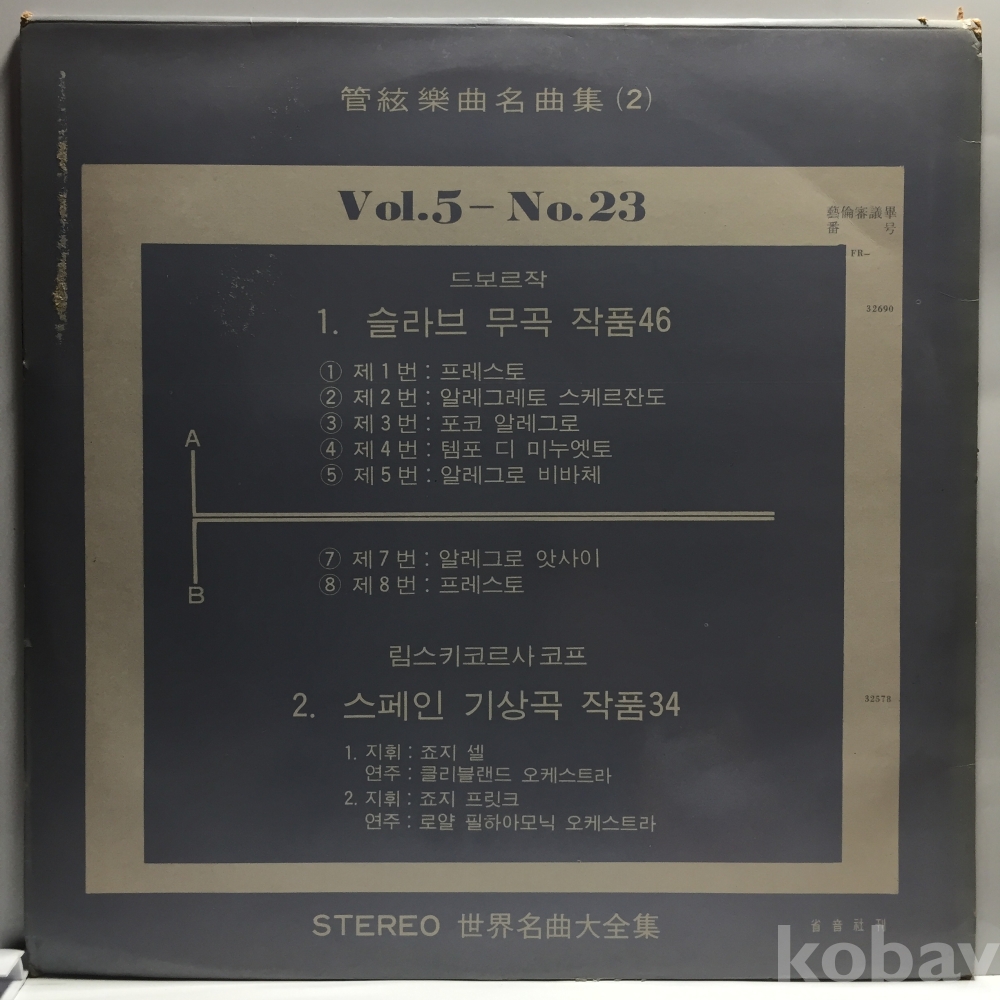 管絃樂曲名曲集 (2)
Vol.5 - No.23
藝倫審議畢
番 号
FH-
32690
드보르작
1. 슬라브 무곡 작품46
① 제1번 : 프레스토
② 제2번 : 알레그레토 스케르잔도
③ 제3번 : 포코 알레그로
④ 제4번 : 템포 디 미누엣토
⑤ 제5번 : 알레그로 비바체
A
⑦ 제7번 : 알레그로 앗사이
⑧ 제8번 : 프레스토
B
림스키코르사코프
2. 스페인 기상곡 작품34
32578
1. 지휘 : 죠지 셀
연주 : 클리블랜드 오케스트라
2. 지휘 : 죠지 프릿크
연주 : 로얄 필하아모닉 오케스트라
STEREO 世界名曲大全集
省音社刊
kobay